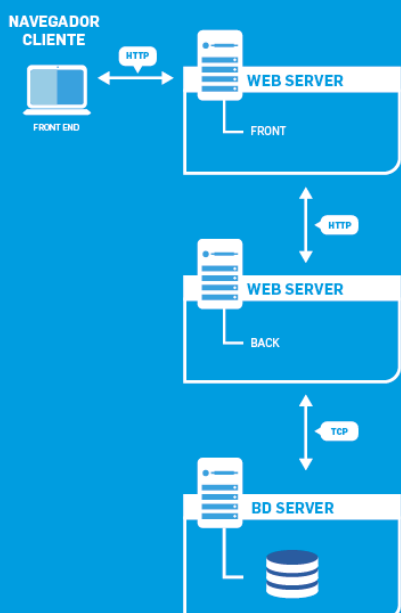 NAVEGADOR
CLIENTE
HTTP
FRONT END
WEB SERVER
FRONT
HTTP
WEB SERVER
BACK
TCP
BD SERVER